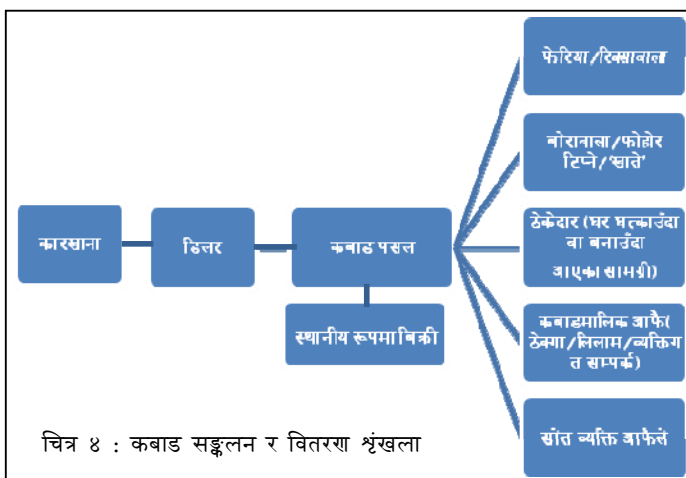 फेरिया/रिक्सावाला
बोरावाला/फोहोर
टिप्ने/'खाते'
कारखाना
डिलर
कबाड पसल
ठेकेदार (घर भत्काउँदा
वा बनाउँदा
आएका सामग्री)
स्थानीय रूपमा बिक्री
कबाडमालिक आफै(
ठेक्का/लिलाम/व्यक्तिग
त सम्पर्क)
स्रोत व्यक्ति आफैले
चित्र ४ : कबाड सङ्कलन र वितरण शृंखला